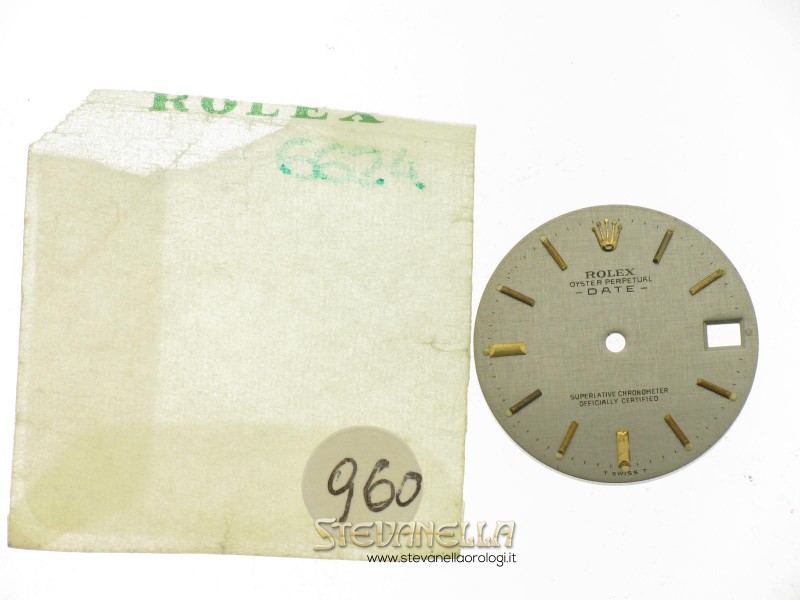 ROLEX
6624
960
ROLEX
OYSTER PERPETUAL
- DATE -
SUPERLATIVE CHRONOMETER
OFFICIALLY CERTIFIED
T SWISS T
STEVANELLA
www.stevanellaorologi.it